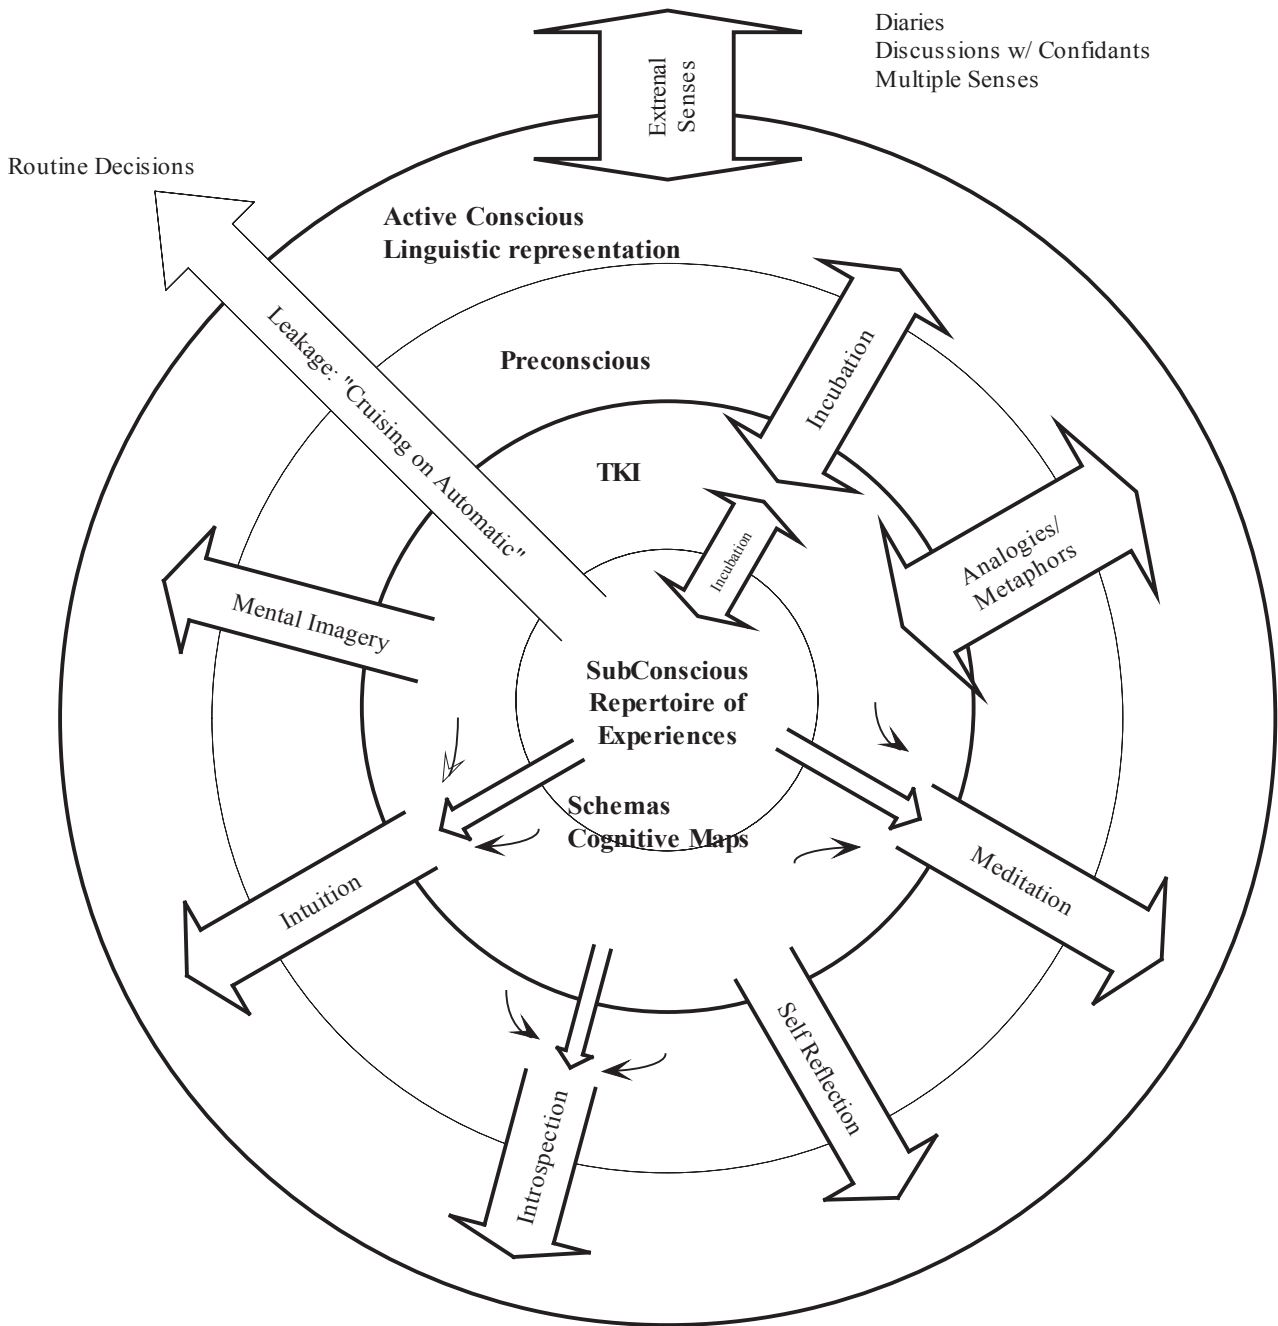 Diaries
Discussions w/ Confidants
Multiple Senses
Extrenal
Senses
Routine Decisions
Active Conscious
Linguistic representation
Leakage: "Cruising on Automatic"
Preconscious
Incubation
TKI
Incubation
Analogies/
Metaphors
Mental Imagery
SubConscious
Repertoire of
Experiences
Schemas
Cognitive Maps
Intuition
Meditation
Self Reflection
Introspection